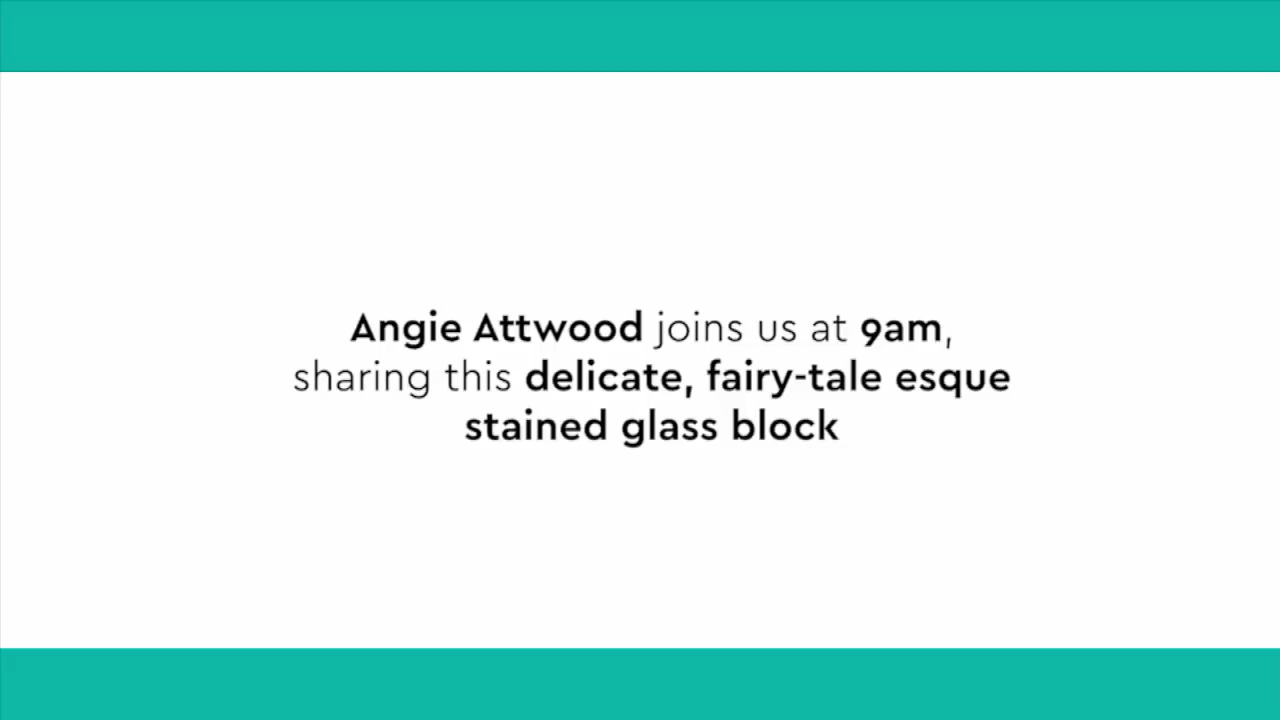 Angie Attwood joins us at 9am,
sharing this delicate, fairy-tale esque
stained glass block